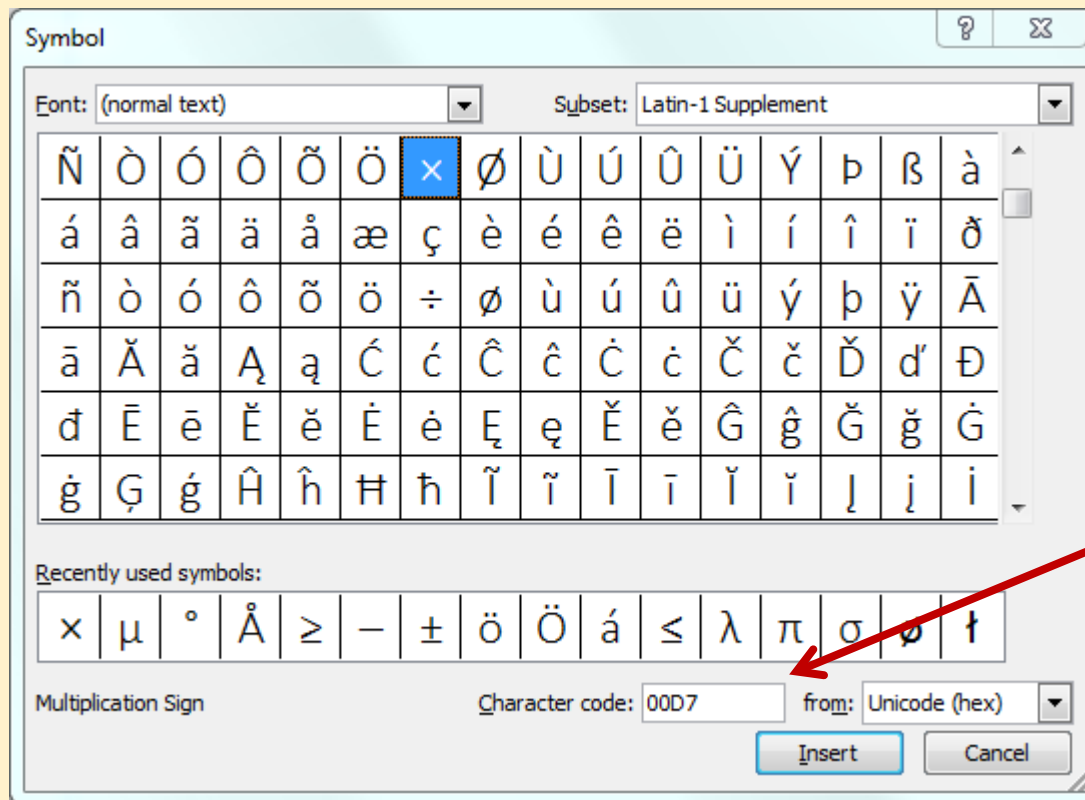 Symbol
Font: (normal text) Subset: Latin-1 Supplement
Ñ Ò Ó Ô Õ Ö × Ø Ù Ú Û Ü Ý Þ ß à
á â ã ä å æ ç è é ê ë ì í î ï ð
ñ ò ó ô õ ö ÷ ø ù ú û ü ý þ ÿ Ā
ā Ă ă Ą ą Ć ć Ĉ ĉ Ċ ċ Č č Ď ď Đ
đ Ē ē Ĕ ĕ Ė ė Ę ę Ě ě Ĝ ĝ Ğ ğ Ġ
ġ Ģ ģ Ĥ ĥ Ħ ħ Ĩ ĩ Ī ī Ĭ ĭ Į į İ
Recently used symbols:
× µ ° Å ≥ − ± ö Ö á ≤ λ π σ ø ł
Multiplication Sign Character code: 00D7 from: Unicode (hex)
Insert Cancel